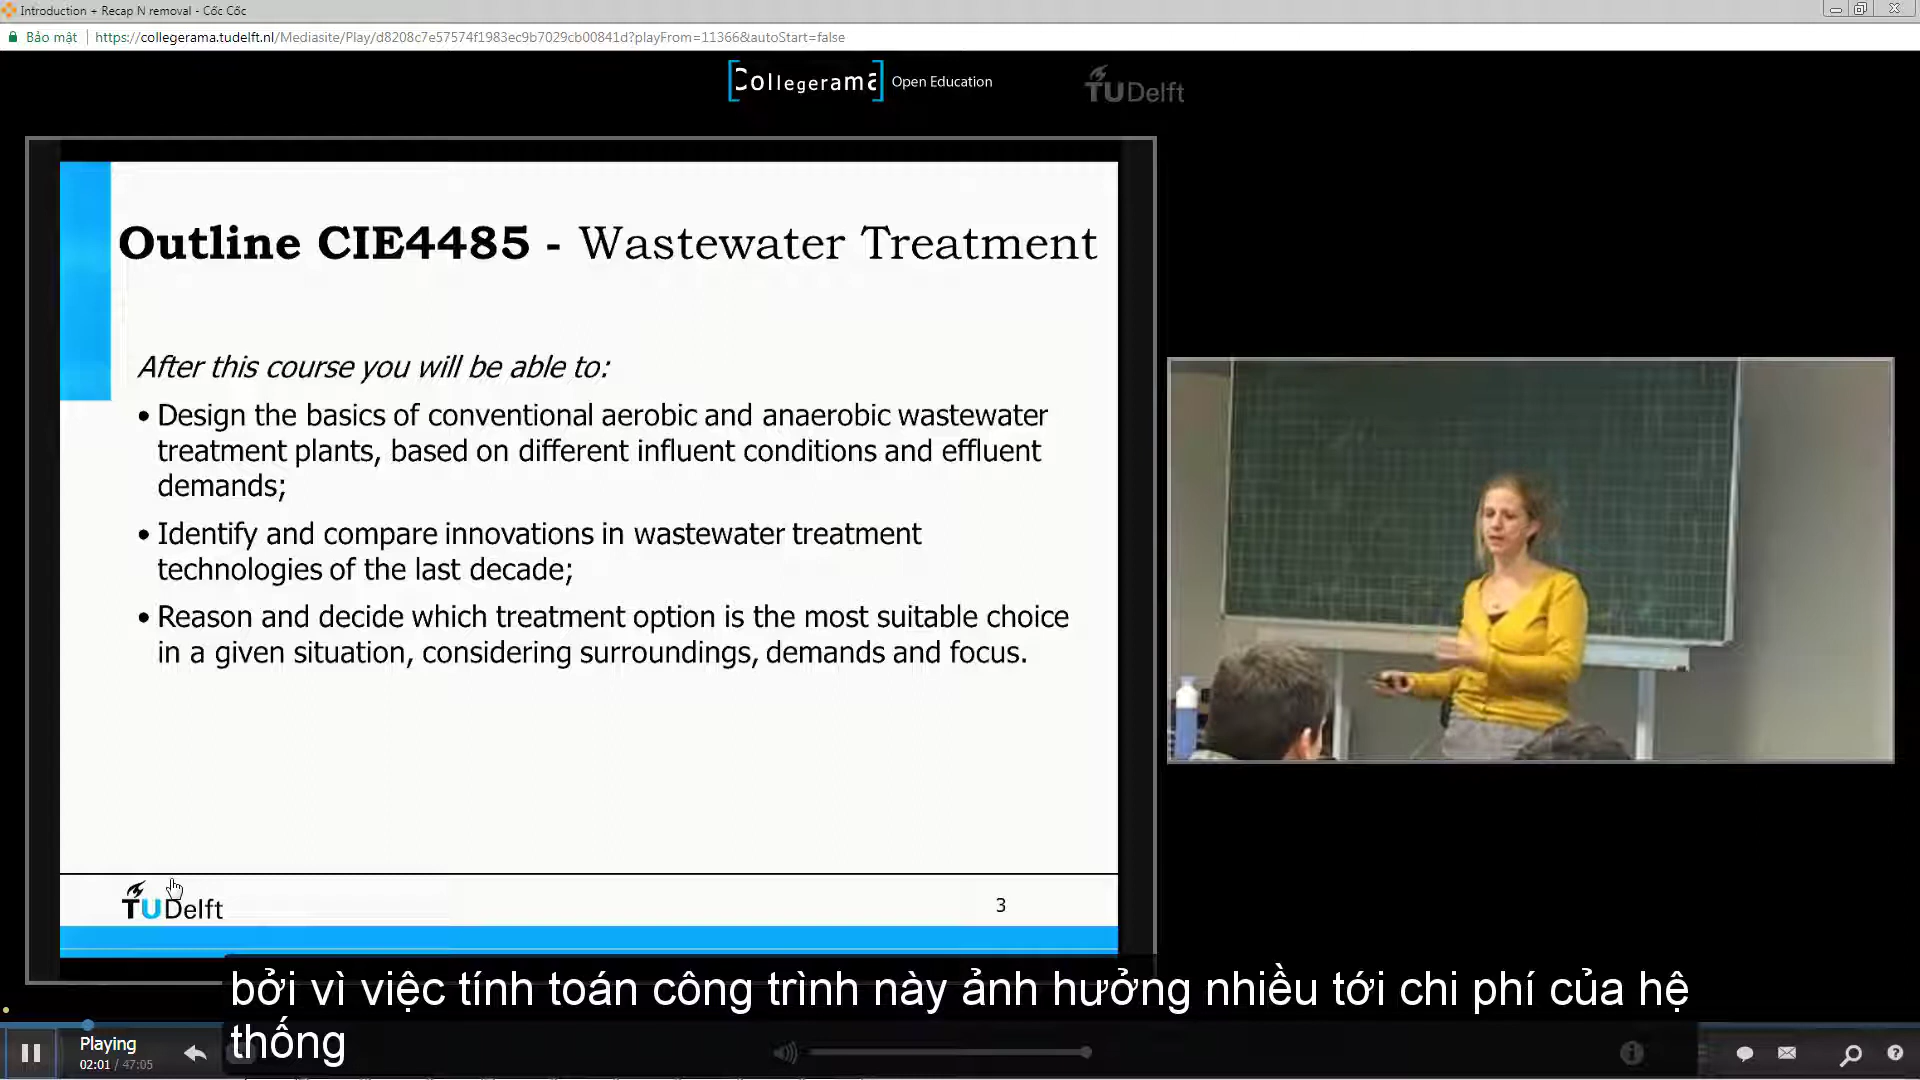 Introduction + Recap N removal - Cốc Cốc
Bảo mật
https://collegerama.tudelft.nl/Mediasite/Play/d8208c7e57574f1983ec9b7029cb00841d?playFrom=11366&autoStart=false
Collegerama Open Education
TU Delft
Outline CIE4485 - Wastewater Treatment
After this course you will be able to:
• Design the basics of conventional aerobic and anaerobic wastewater
treatment plants, based on different influent conditions and effluent
demands;
• Identify and compare innovations in wastewater treatment
technologies of the last decade;
• Reason and decide which treatment option is the most suitable choice
in a given situation, considering surroundings, demands and focus.
TU Delft
3
bởi vì việc tính toán công trình này ảnh hưởng nhiều tới chi phí của hệ
thống
Playing
02:01 / 47:05